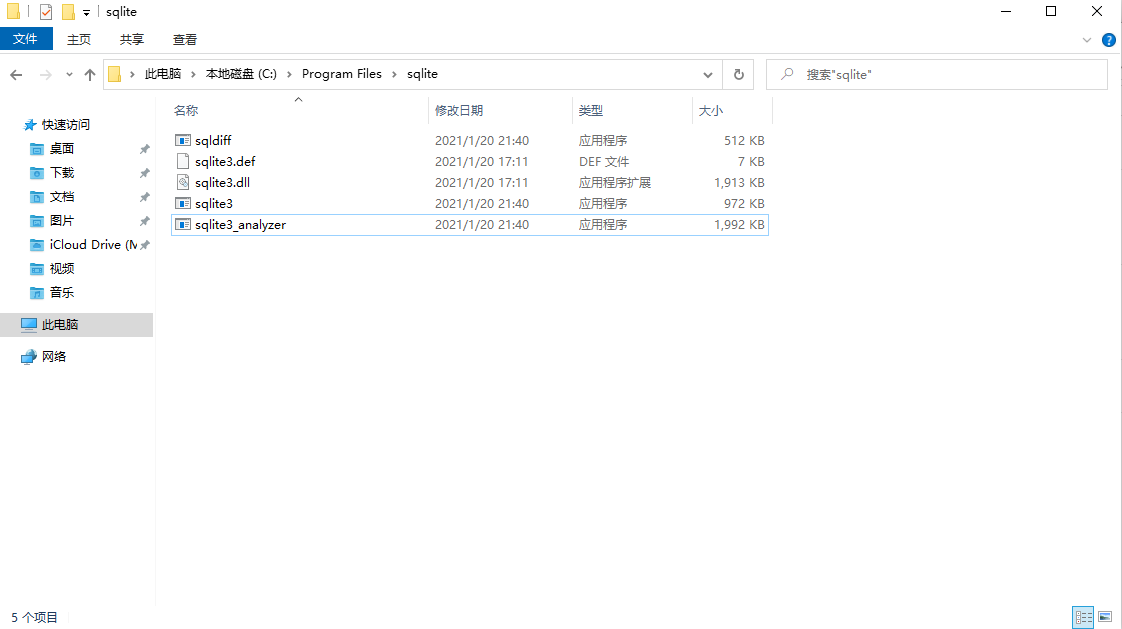 sqlite
文件 主页 共享 查看
此电脑 本地磁盘 (C:) Program Files sqlite 搜索"sqlite"
名称 修改日期 类型 大小
快速访问
桌面
下载
文档
图片
iCloud Drive (M
视频
音乐
此电脑
网络
sqldiff 2021/1/20 21:40 应用程序 512 KB
sqlite3.def 2021/1/20 17:11 DEF 文件 7 KB
sqlite3.dll 2021/1/20 17:11 应用程序扩展 1,913 KB
sqlite3 2021/1/20 21:40 应用程序 972 KB
sqlite3_analyzer 2021/1/20 21:40 应用程序 1,992 KB
5 个项目